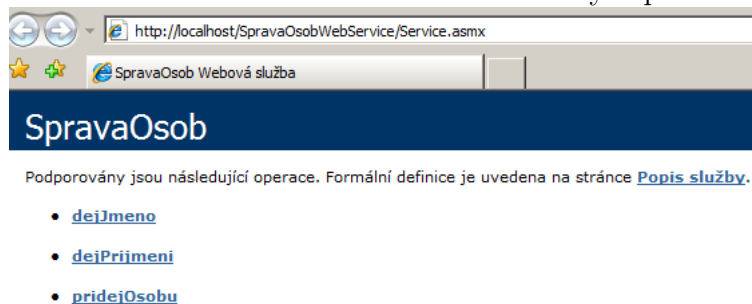 http://localhost/SpravaOsobWebService/Service.asmx
SpravaOsob Webová služba
SpravaOsob
Podporovány jsou následující operace. Formální definice je uvedena na stránce Popis služby.
dejJmeno
dejPrijmeni
pridejOsobu